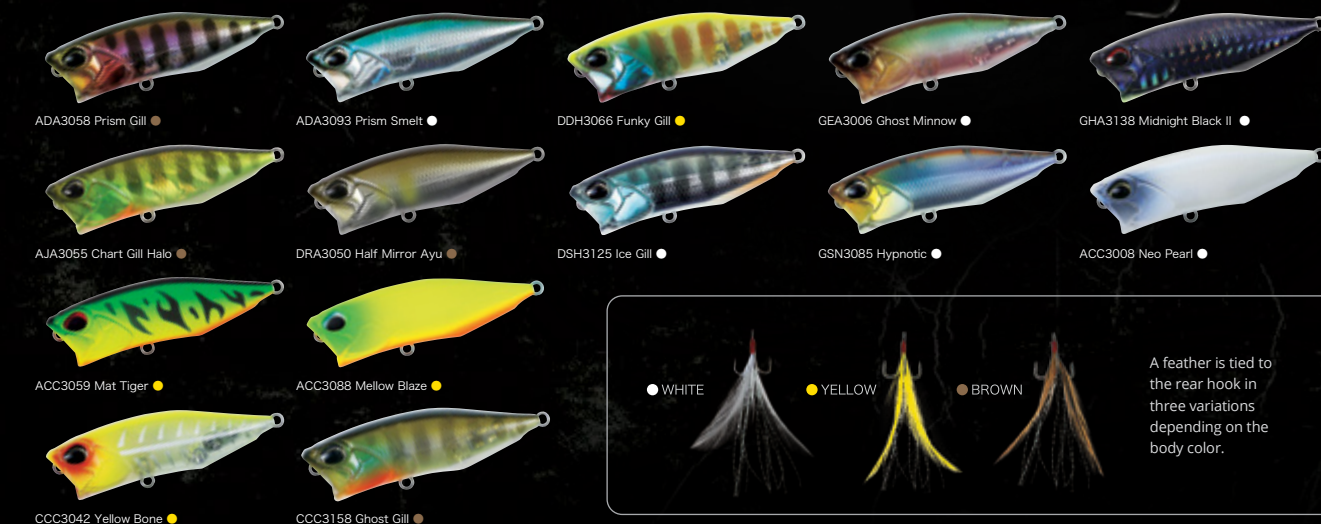 ADA3058 Prism Gill
ADA3093 Prism Smelt
DDH3066 Funky Gill
GEA3006 Ghost Minnow
GHA3138 Midnight Black II
AJA3055 Chart Gill Halo
DRA3050 Half Mirror Ayu
DSH3125 Ice Gill
GSN3085 Hypnotic
ACC3008 Neo Pearl
ACC3059 Mat Tiger
ACC3088 Mellow Blaze
CCC3042 Yellow Bone
CCC3158 Ghost Gill
WHITE
YELLOW
BROWN
A feather is tied to
the rear hook in
three variations
depending on the
body color.